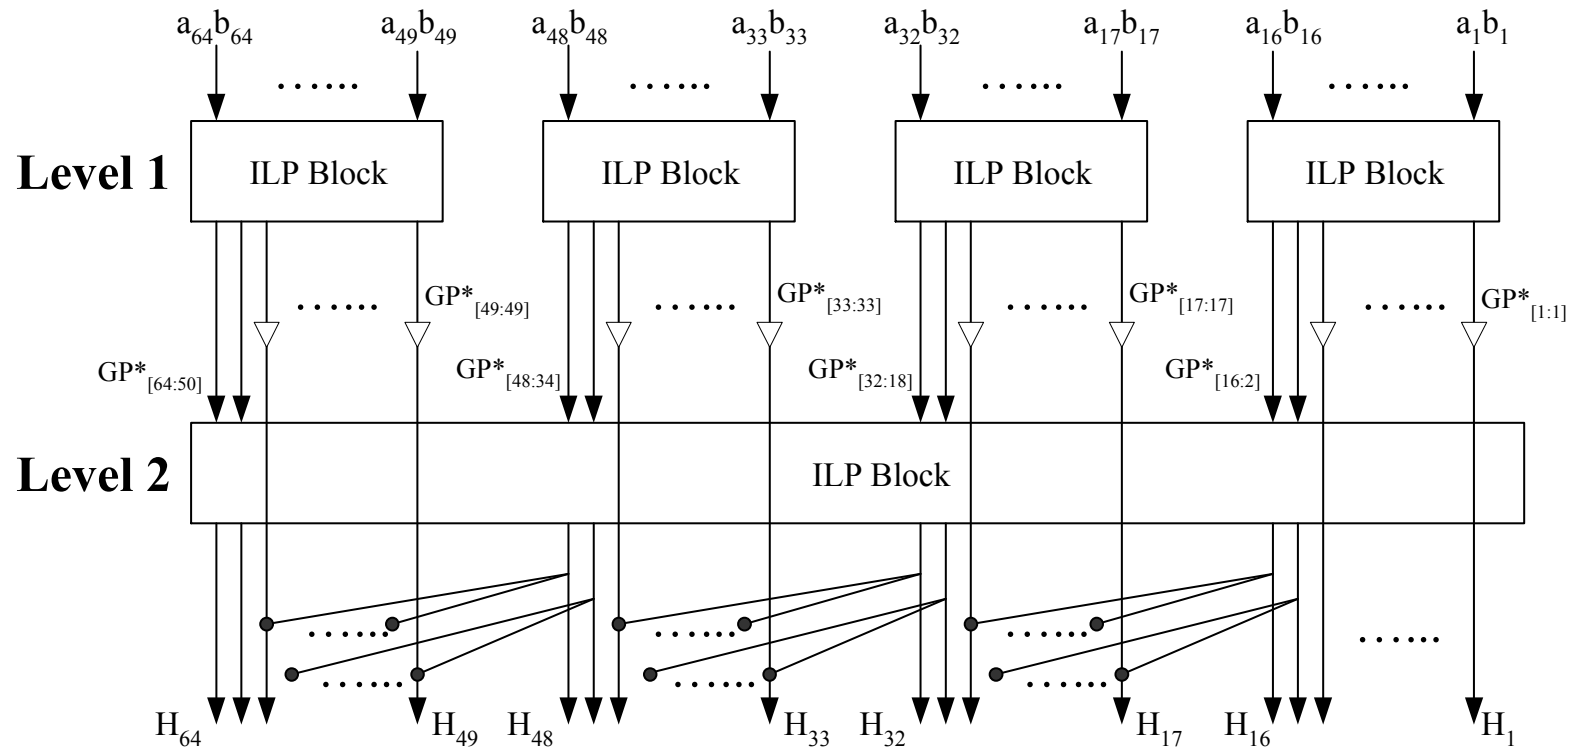 a64b64 a49b49 a48b48 a33b33 a32b32 a17b17 a16b16 a1b1
Level 1 ILP Block ILP Block ILP Block ILP Block
GP*[49:49] GP*[33:33] GP*[17:17] GP*[1:1]
GP*[64:50] GP*[48:34] GP*[32:18] GP*[16:2]
Level 2 ILP Block
H64 H49 H48 H33 H32 H17 H16 H1